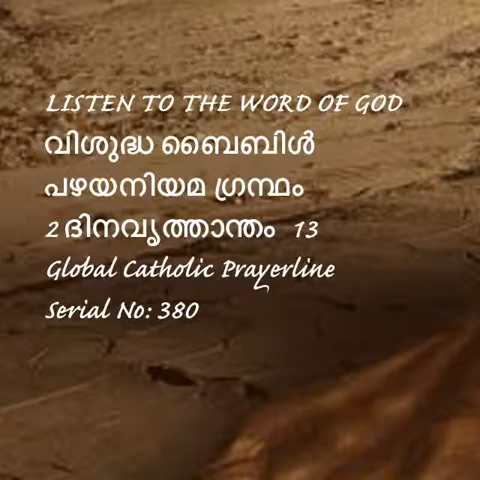 LISTEN TO THE WORD OF GOD
വിശുദ്ധ ബൈബിൾ
പഴയനിയമ ഗ്രന്ഥം
2 ദിനവൃത്താന്തം 13
Global Catholic Prayerline
Serial No: 380